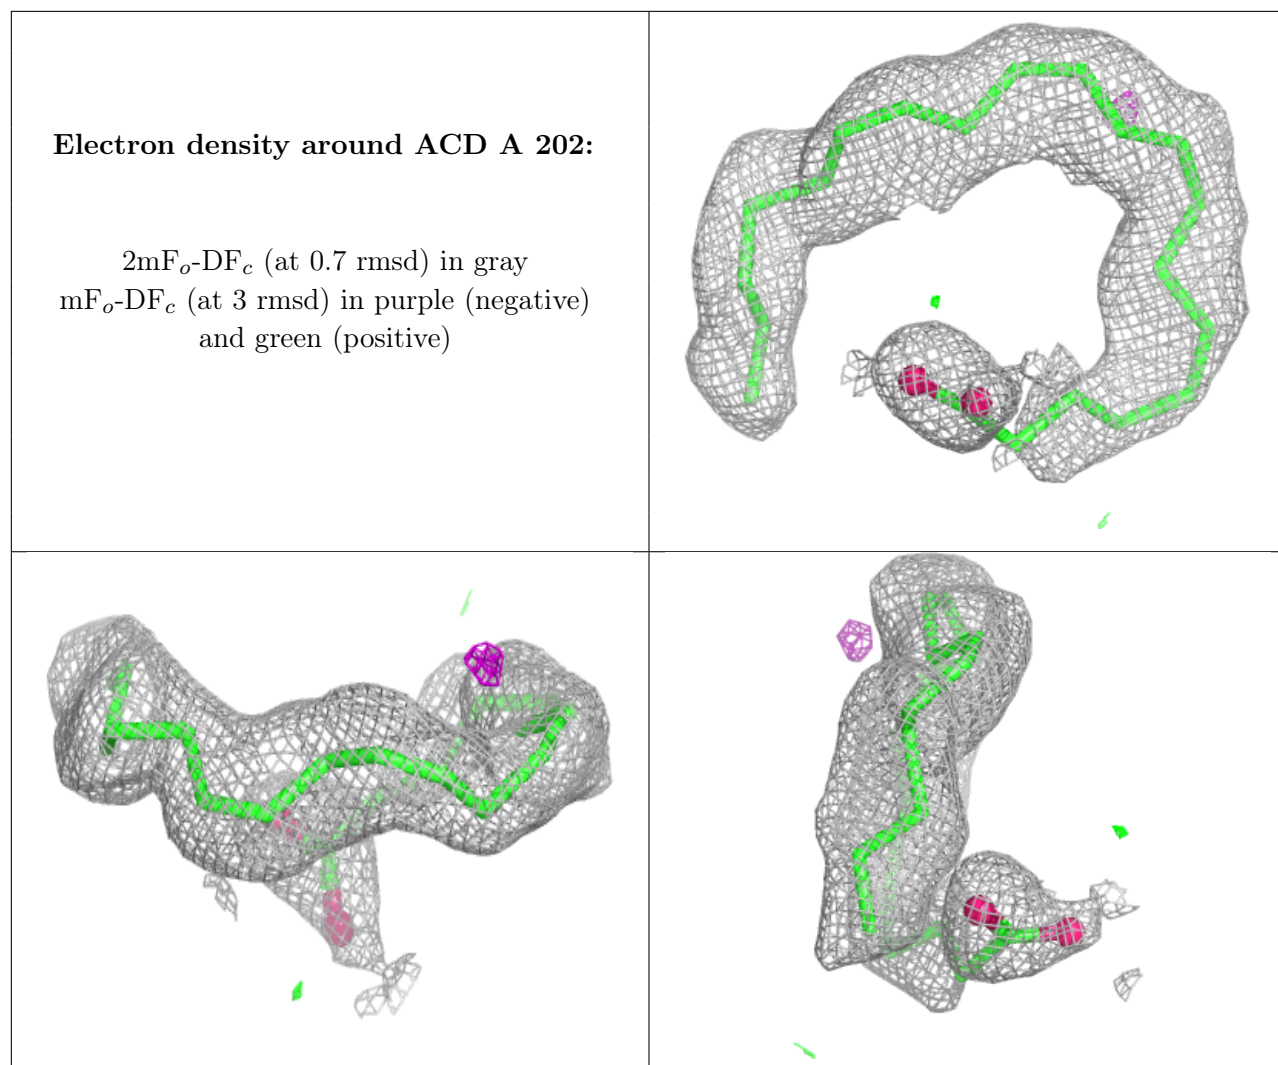 Electron density around ACD A 202:
2mFo-DFc (at 0.7 rmsd) in gray
mFo-DFc (at 3 rmsd) in purple (negative)
and green (positive)